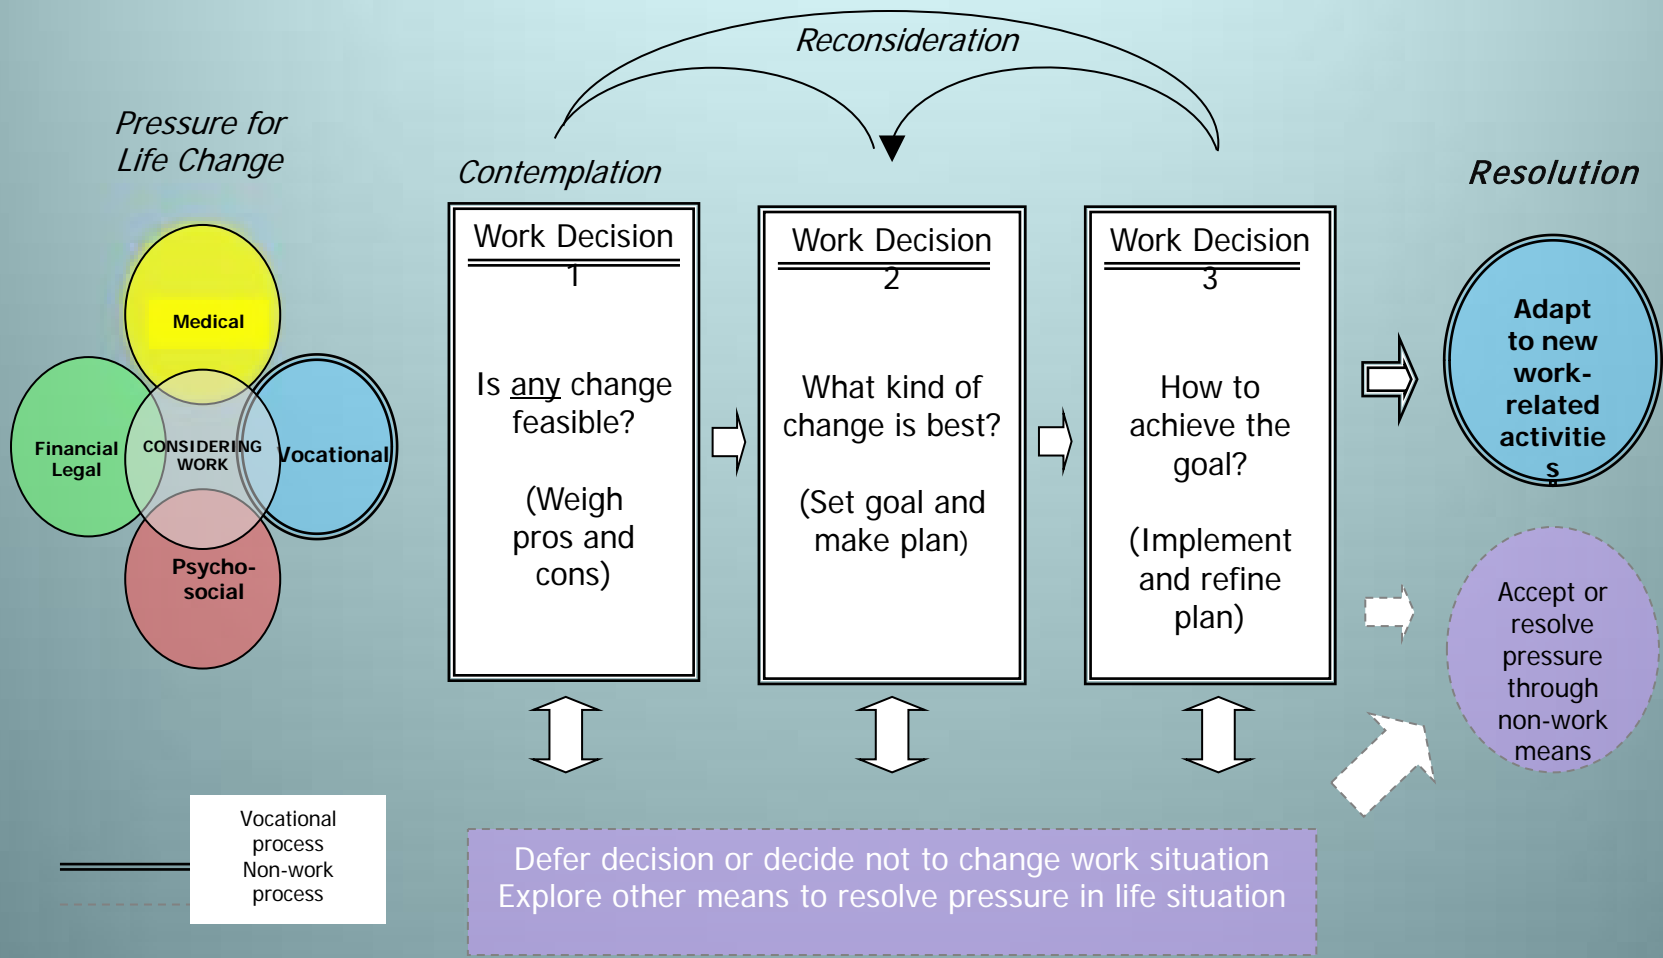 Reconsideration
Pressure for
Life Change
Contemplation
Resolution
Medical
Financial
Legal
CONSIDERING
WORK
Vocational
Psycho-
social
Work Decision
1
Is any change
feasible?
(Weigh
pros and
cons)
Work Decision
2
What kind of
change is best?
(Set goal and
make plan)
Work Decision
3
How to
achieve the
goal?
(Implement
and refine
plan)
Adapt
to new
work-
related
activitie
s
Accept or
resolve
pressure
through
non-work
means
Vocational
process
Non-work
process
Defer decision or decide not to change work situation
Explore other means to resolve pressure in life situation